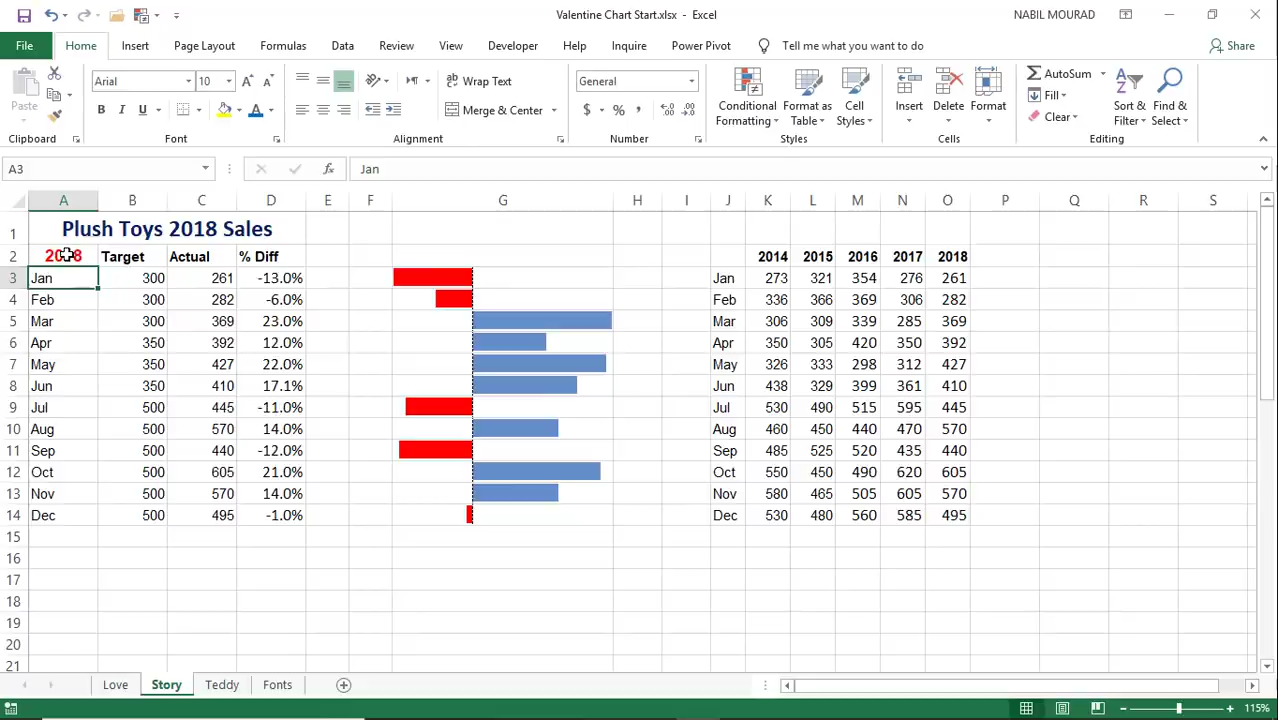 Valentine Chart Start.xlsx - Excel
NABIL MOURAD
File Home Insert Page Layout Formulas Data Review View Developer Help Inquire Power Pivot Tell me what you want to do Share
Paste
Clipboard
Arial 10
B I U
Font
Wrap Text
Merge & Center
Alignment
General
$ % ,
Number
Conditional Formatting
Format as Table
Cell Styles
Styles
Insert Delete Format
Cells
AutoSum
Fill
Clear
Sort & Filter
Find & Select
Editing
A3 fx Jan
A B C D E F G H I J K L M N O P Q R S
1 Plush Toys 2018 Sales
2 2018 Target Actual % Diff 2014 2015 2016 2017 2018
3 Jan 300 261 -13.0% Jan 273 321 354 276 261
4 Feb 300 282 -6.0% Feb 336 366 369 306 282
5 Mar 300 369 23.0% Mar 306 309 339 285 369
6 Apr 350 392 12.0% Apr 350 305 420 350 392
7 May 350 427 22.0% May 326 333 298 312 427
8 Jun 350 410 17.1% Jun 438 329 399 361 410
9 Jul 500 445 -11.0% Jul 530 490 515 595 445
10 Aug 500 570 14.0% Aug 460 450 440 470 570
11 Sep 500 440 -12.0% Sep 485 525 520 435 440
12 Oct 500 605 21.0% Oct 550 450 490 620 605
13 Nov 500 570 14.0% Nov 580 465 505 605 570
14 Dec 500 495 -1.0% Dec 530 480 560 585 495
15
16
17
18
19
20
21
Love Story Teddy Fonts
115%